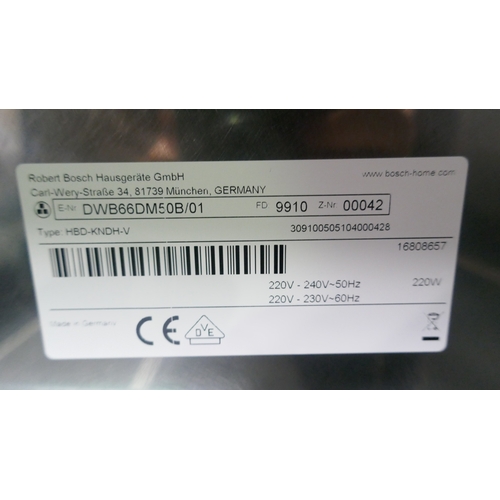 Robert Bosch Hausgeräte GmbH www.bosch-home.com
Carl-Wery-Straße 34, 81739 München, GERMANY
E-Nr. DWB66DM50B/01 FD 9910 Z-Nr. 00042
Type: HBD-KNDH-V 309100505104000428
16808657
220V - 240V~50Hz 220W
220V - 230V~60Hz
Made in Germany
CE
DVE